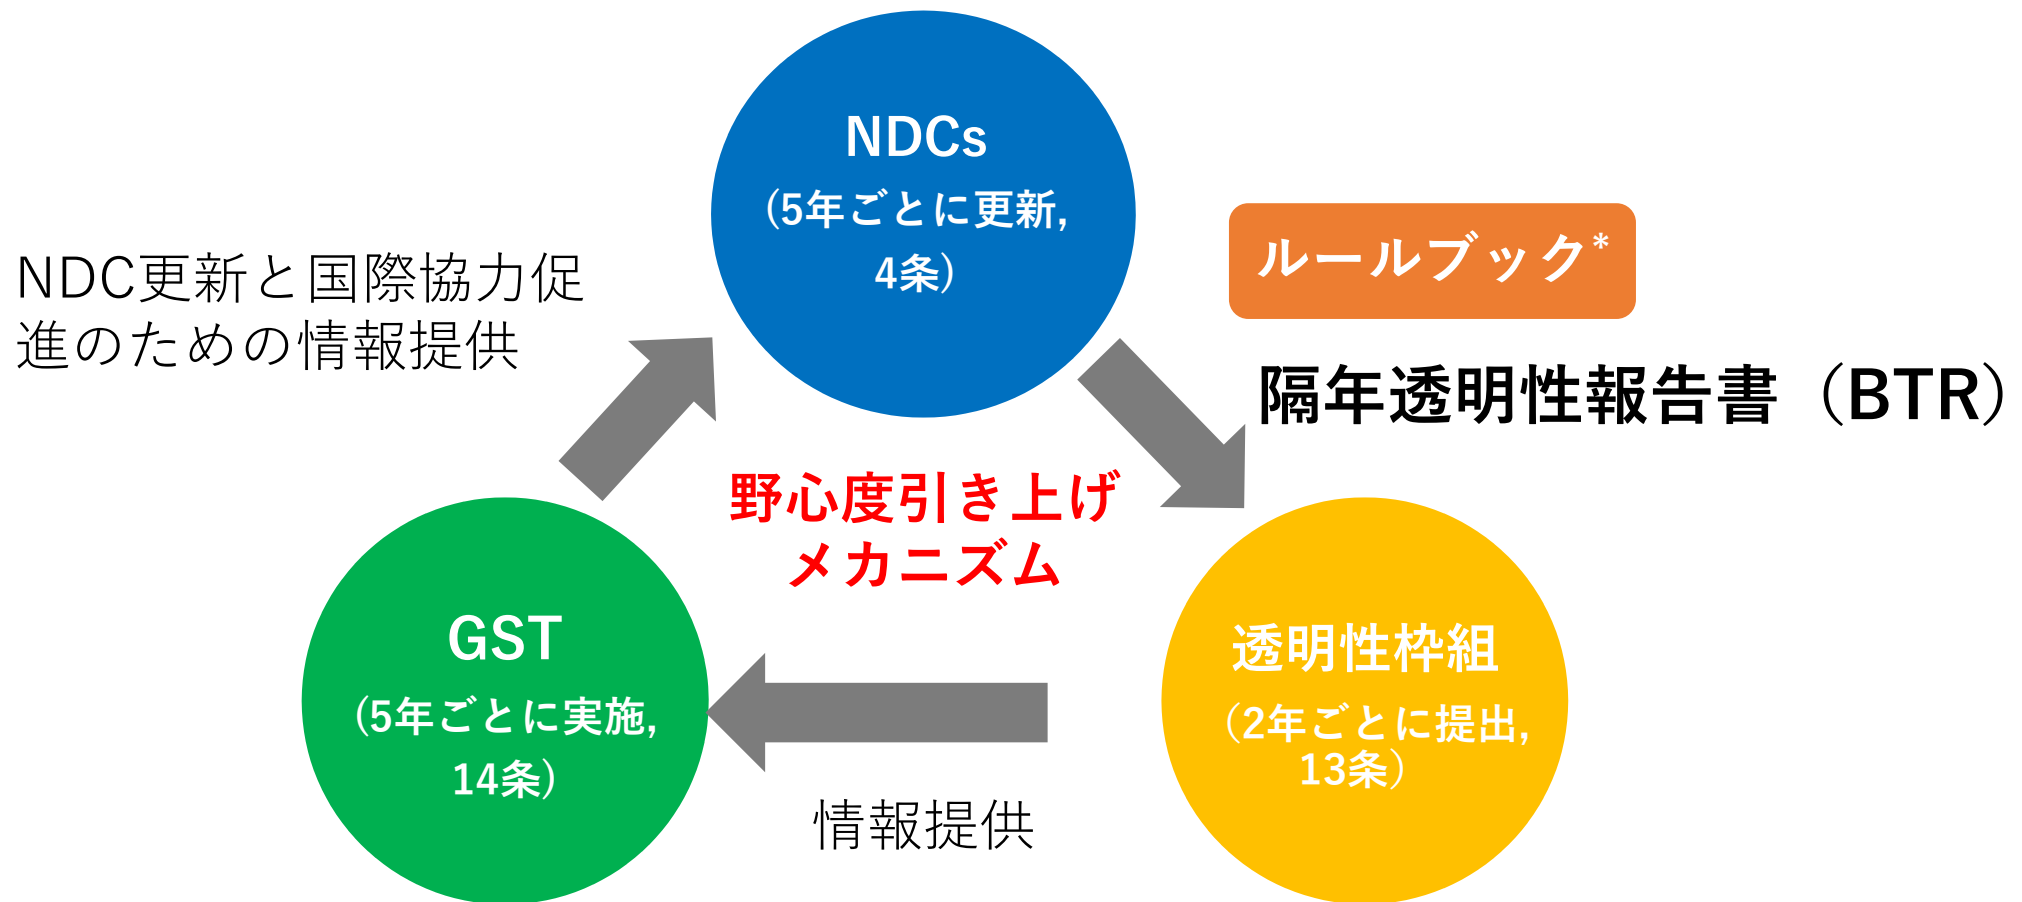 NDCs
(5年ごとに更新,
4条)
ルールブック*
隔年透明性報告書（BTR）
NDC更新と国際協力促
進のための情報提供
野心度引き上げ
メカニズム
GST
(5年ごとに実施,
14条)
透明性枠組
（2年ごとに提出,
13条）
情報提供